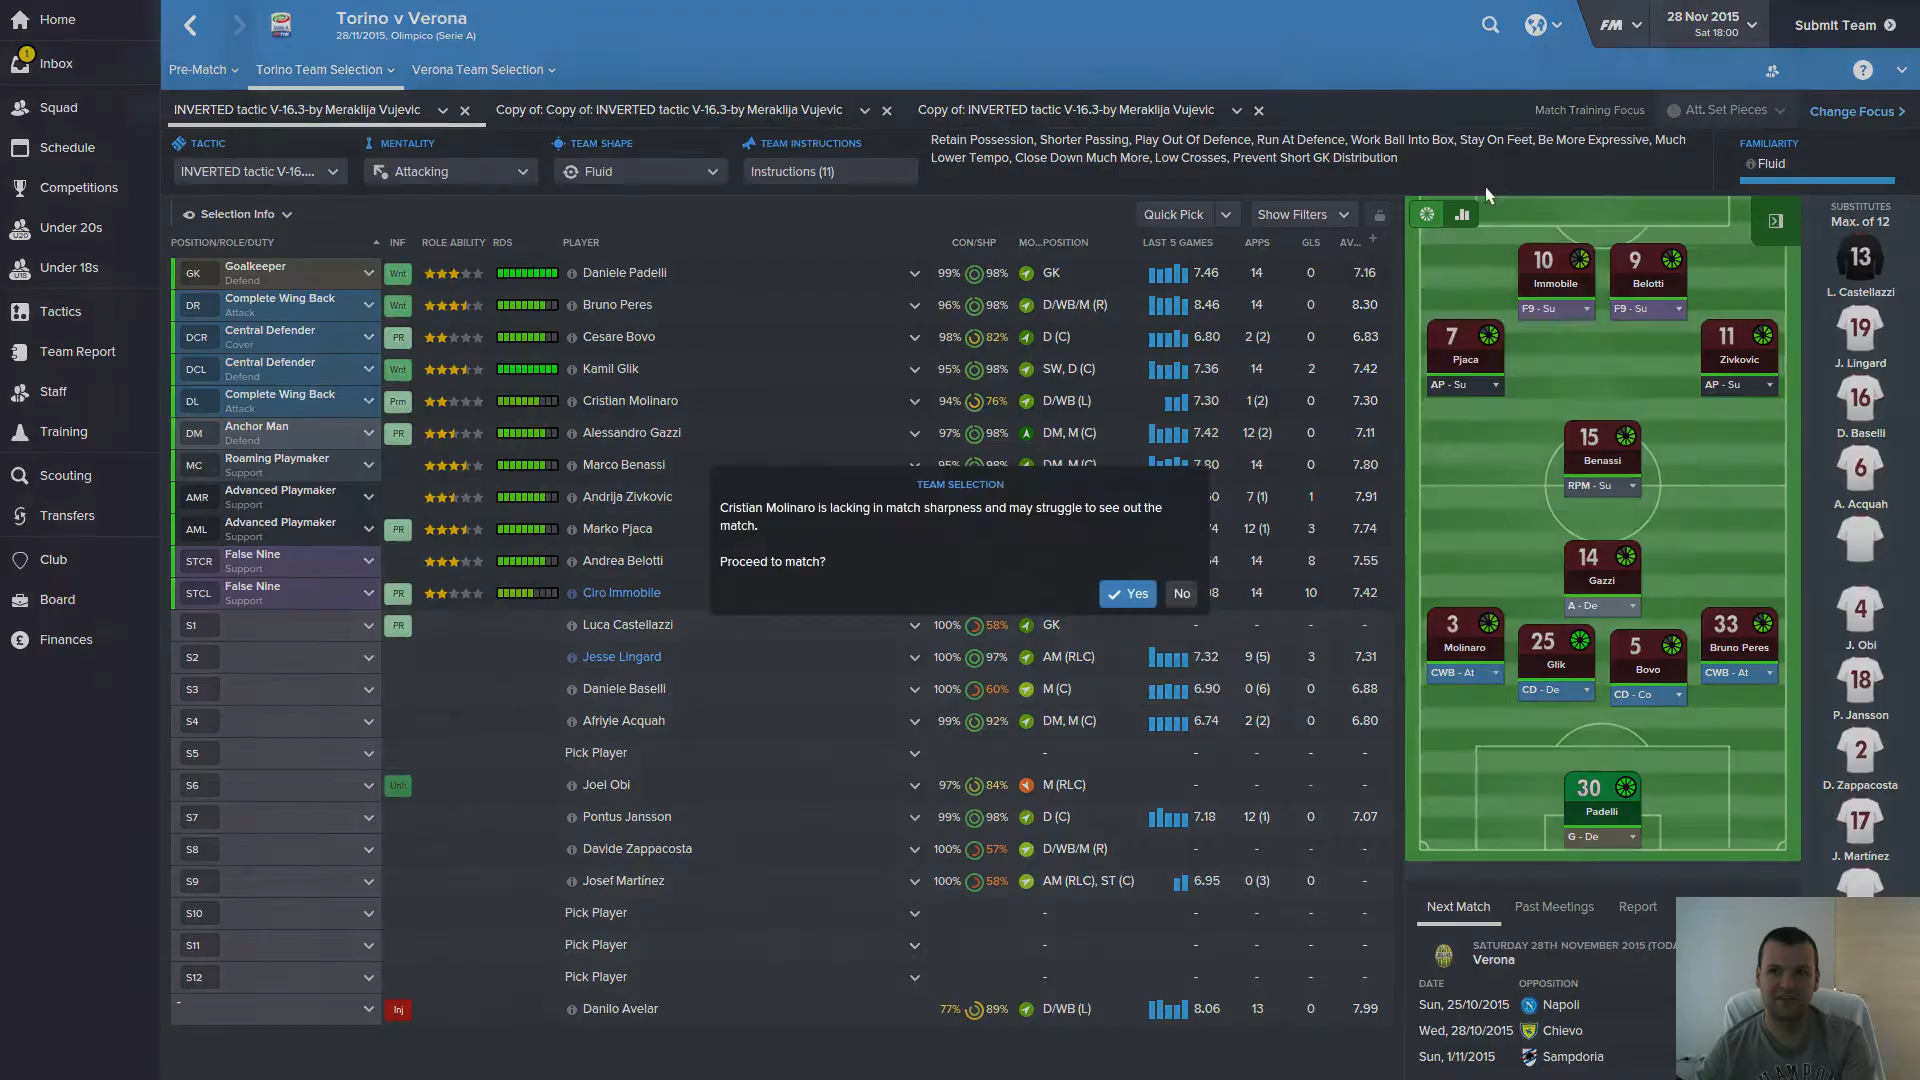 Home
1
Inbox
Squad
Schedule
Competitions
U20
Under 20s
U18
Under 18s
Tactics
Team Report
Staff
Training
Scouting
Transfers
Club
Board
Finances
Torino v Verona
28/11/2015, Olimpico (Serie A)
FM
28 Nov 2015
Sat 18:00
Submit Team
Pre-Match
Torino Team Selection
Verona Team Selection
?
INVERTED tactic V-16.3-by Meraklija Vujevic
Copy of: Copy of: INVERTED tactic V-16.3-by Meraklija Vujevic
Copy of: INVERTED tactic V-16.3-by Meraklija Vujevic
Match Training Focus
Att. Set Pieces
Change Focus >
TACTIC
MENTALITY
TEAM SHAPE
TEAM INSTRUCTIONS
INVERTED tactic V-16....
Attacking
Fluid
Instructions (11)
Retain Possession, Shorter Passing, Play Out Of Defence, Run At Defence, Work Ball Into Box, Stay On Feet, Be More Expressive, Much
Lower Tempo, Close Down Much More, Low Crosses, Prevent Short GK Distribution
FAMILIARITY
Fluid
Selection Info
Quick Pick
Show Filters
POSITION/ROLE/DUTY INF ROLE ABILITY RDS PLAYER CON/SHP MO... POSITION LAST 5 GAMES APPS GLS AV... +
GK Goalkeeper Defend Wnt Daniele Padelli 99% 98% GK 7.46 14 0 7.16
DR Complete Wing Back Attack Wnt Bruno Peres 96% 98% D/WB/M (R) 8.46 14 0 8.30
DCR Central Defender Cover PR Cesare Bovo 98% 82% D (C) 6.80 2 (2) 0 6.83
DCL Central Defender Defend Wnt Kamil Glik 95% 98% SW, D (C) 7.36 14 2 7.42
DL Complete Wing Back Attack Prm Cristian Molinaro 94% 76% D/WB (L) 7.30 1 (2) 0 7.30
DM Anchor Man Defend PR Alessandro Gazzi 97% 98% DM, M (C) 7.42 12 (2) 0 7.11
MC Roaming Playmaker Support Marco Benassi 95% 98% DM, M (C) 7.80 14 0 7.80
AMR Advanced Playmaker Support Andrija Zivkovic 7 (1) 1 7.91
AML Advanced Playmaker Support PR Marko Pjaca 12 (1) 3 7.74
STCR False Nine Support Andrea Belotti 14 8 7.55
STCL False Nine Support PR Ciro Immobile 14 10 7.42
TEAM SELECTION
Cristian Molinaro is lacking in match sharpness and may struggle to see out the
match.
Proceed to match?
Yes
No
S1 PR Luca Castellazzi 100% 58% GK - - - -
S2 Jesse Lingard 100% 97% AM (RLC) 7.32 9 (5) 3 7.31
S3 Daniele Baselli 100% 60% M (C) 6.90 0 (6) 0 6.88
S4 Afriyie Acquah 99% 92% DM, M (C) 6.74 2 (2) 0 6.80
S5 Pick Player - - - - -
S6 Unh Joel Obi 97% 84% M (RLC) - - - -
S7 Pontus Jansson 99% 98% D (C) 7.18 12 (1) 0 7.07
S8 Davide Zappacosta 100% 57% D/WB/M (R) - - - -
S9 Josef Martínez 100% 58% AM (RLC), ST (C) 6.95 0 (3) 0 -
S10 Pick Player - - - - -
S11 Pick Player - - - - -
S12 Pick Player - - - - -
- Inj Danilo Avelar 77% 89% D/WB (L) 8.06 13 0 7.99
10
Immobile
F9 - Su
9
Belotti
F9 - Su
7
Pjaca
AP - Su
11
Zivkovic
AP - Su
15
Benassi
RPM - Su
14
Gazzi
A - De
3
Molinaro
CWB - At
25
Glik
CD - De
5
Bovo
CD - Co
33
Bruno Peres
CWB - At
30
Padelli
G - De
SUBSTITUTES
Max. of 12
13
L. Castellazzi
19
J. Lingard
16
D. Baselli
6
A. Acquah
4
J. Obi
18
P. Jansson
2
D. Zappacosta
17
J. Martínez
Next Match
Past Meetings
Report
SATURDAY 28TH NOVEMBER 2015 (TODA
Verona
DATE OPPOSITION
Sun, 25/10/2015 Napoli
Wed, 28/10/2015 Chievo
Sun, 1/11/2015 Sampdoria